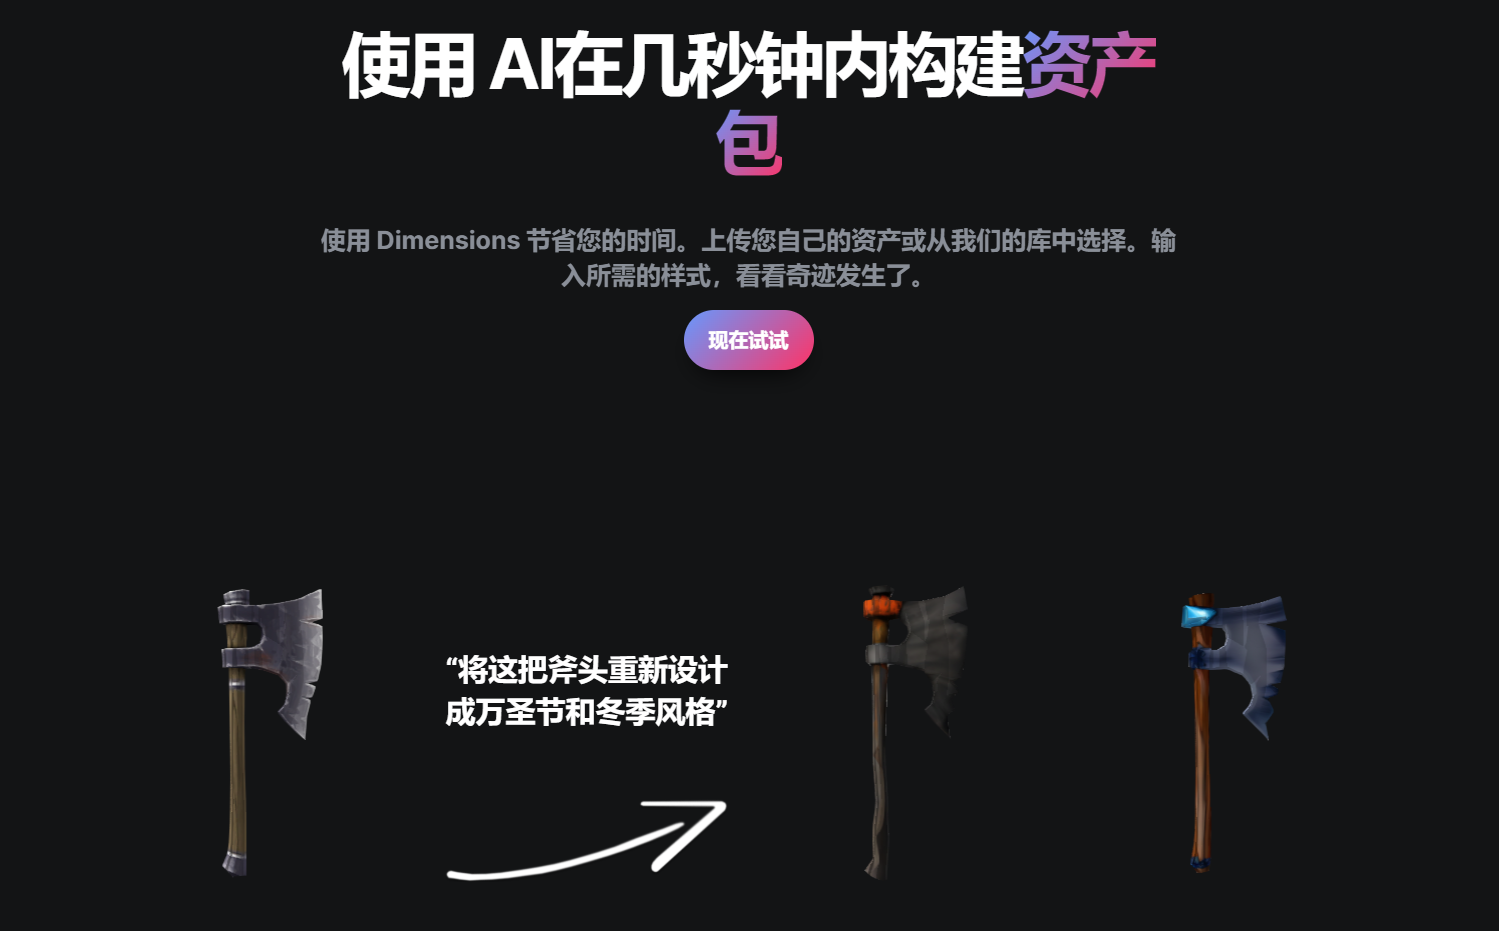 使用 AI在几秒钟内构建资产
包
使用 Dimensions 节省您的时间。上传您自己的资产或从我们的库中选择。输
入所需的样式，看看奇迹发生了。
现在试试
“将这把斧头重新设计
成万圣节和冬季风格”